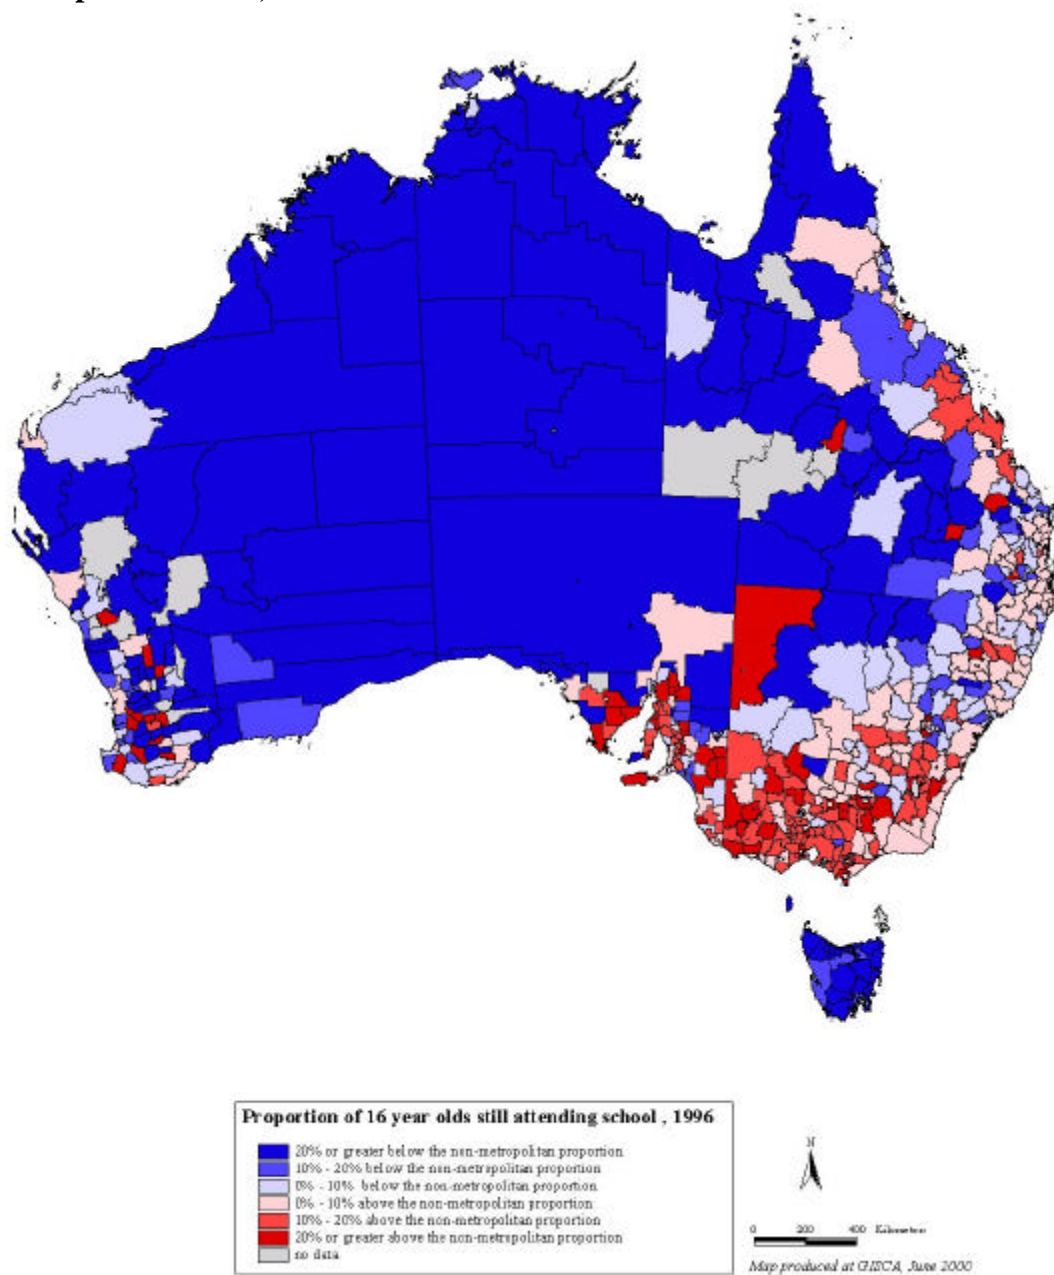 Proportion of 16 year olds still attending school , 1996
20% or greater below the non-metropolitan proportion
10% - 20% below the non-metropolitan proportion
0% - 10% below the non-metropolitan proportion
0% - 10% above the non-metropolitan proportion
10% - 20% above the non-metropolitan proportion
20% or greater above the non-metropolitan proportion
no data
N
0 200 400 Kilometres
Map produced at GISCA, June 2000